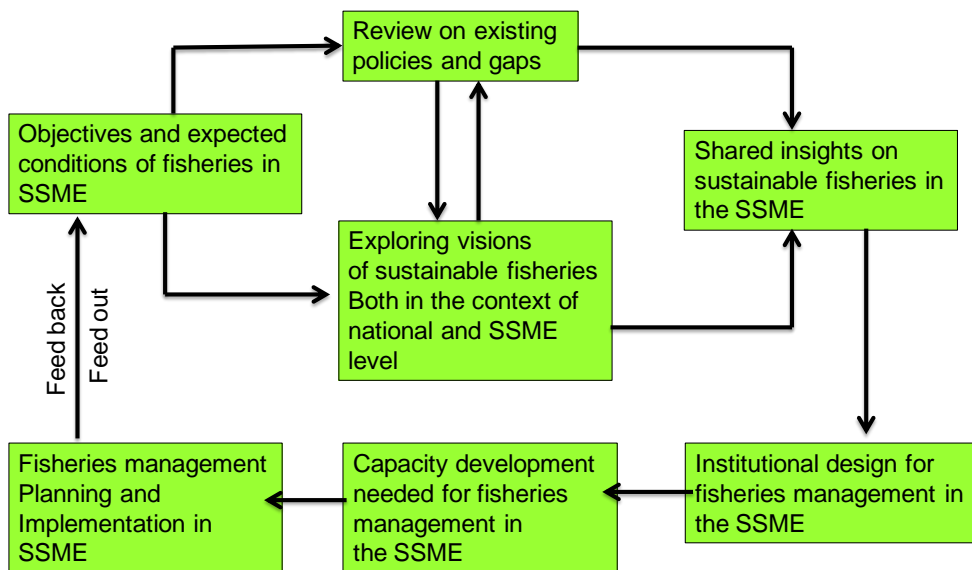 Review on existing
policies and gaps
Objectives and expected
conditions of fisheries in
SSME
Shared insights on
sustainable fisheries in
the SSME
Exploring visions
of sustainable fisheries
Both in the context of
national and SSME
level
Feed back
Feed out
Fisheries management
Planning and
Implementation in
SSME
Capacity development
needed for fisheries
management in
the SSME
Institutional design for
fisheries management in
the SSME